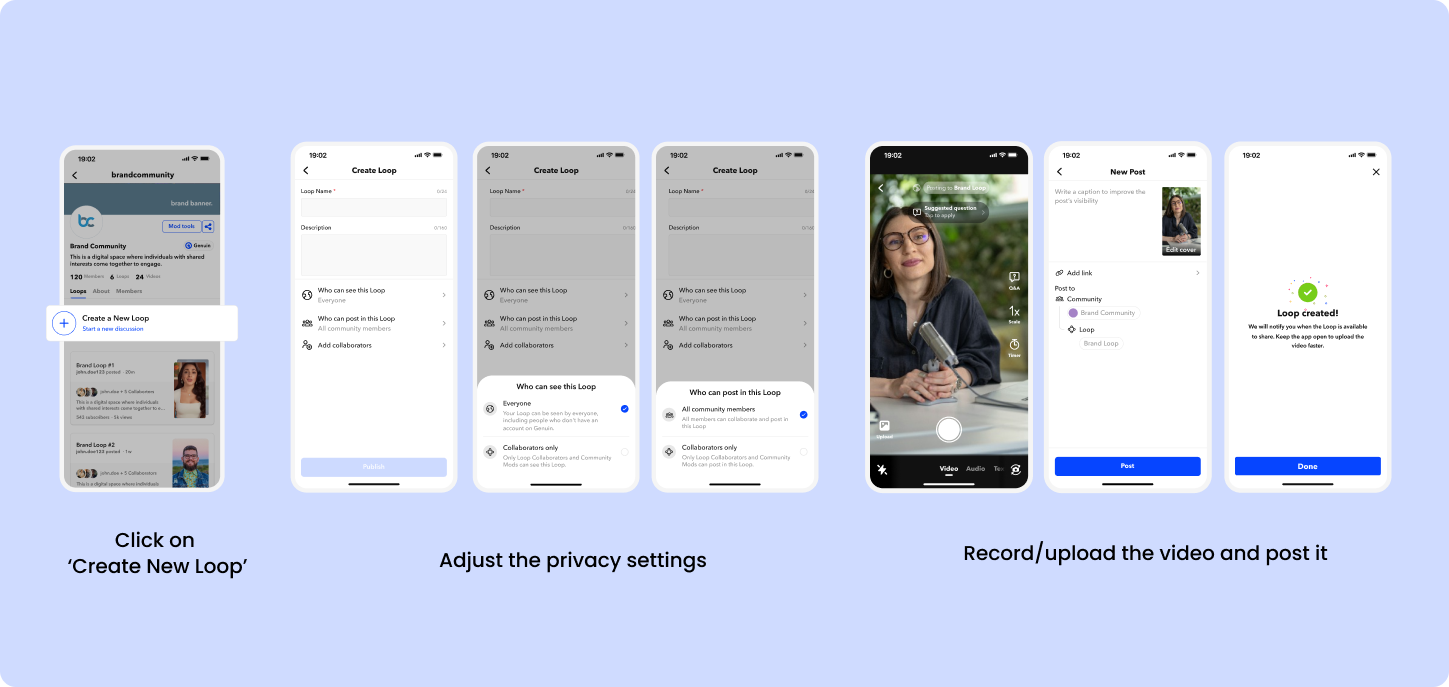 19:02
brandcommunity
brand banner.
bc
Mod tools
Brand Community
Genuin
This is a digital space where individuals with shared
interests come together to engage.
120 Members 6 Loops 24 Videos
Loops About Members
Create a New Loop
Start a new discussion
Brand Loop #1
john.doe123 posted · 20m
john.doe + 5 Collaborators
This is a digital space where individuals
with shared interests come together to e...
543 subscribers · 5k views
Brand Loop #2
john.doe123 posted · 1w
john.doe + 5 Collaborators
This is a digital space where individuals
Click on
‘Create New Loop’
19:02
Create Loop
Loop Name * 0/24
Description 0/160
Who can see this Loop
Everyone
Who can post in this Loop
All community members
Add collaborators
Publish
19:02
Create Loop
Loop Name * 0/24
Description 0/160
Who can see this Loop
Everyone
Who can post in this Loop
All community members
Add collaborators
Who can see this Loop
Everyone
Your Loop can be seen by everyone,
including people who don't have an
account on Genuin.
Collaborators only
Only Loop Collaborators and Community
Mods can see this Loop.
19:02
Create Loop
Loop Name * 0/24
Description 0/160
Who can see this Loop
Everyone
Who can post in this Loop
All community members
Add collaborators
Who can post in this Loop
All community members
All members can collaborate and post in
this Loop
Collaborators only
Only Loop Collaborators and Community
Mods can post in this Loop.
Adjust the privacy settings
19:02
Posting to Brand Loop
Suggested question
Tap to apply
Q&A
1x
Scale
Timer
Upload
Video Audio Tex
19:02
New Post
Write a caption to improve the
post's visibility
Edit cover
Add link
Post to
Community
Brand Community
Loop
Brand Loop
Post
19:02
Loop created!
We will notify you when the Loop is available
to share. Keep the app open to upload the
video faster.
Done
Record/upload the video and post it